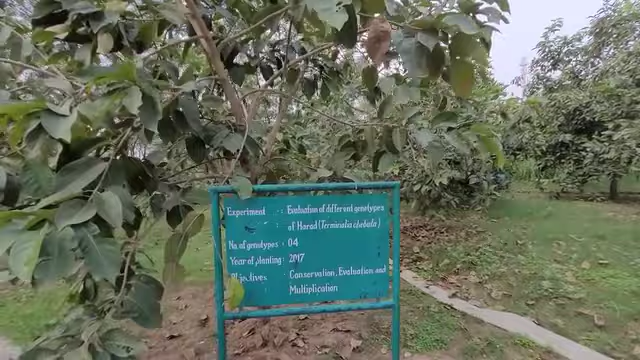 Experiment : Evaluation of different genotypes
of Harad (Terminalia chebula)
No. of genotypes : 04
Year of planting : 2017
Objectives : Conservation, Evaluation and
Multiplication